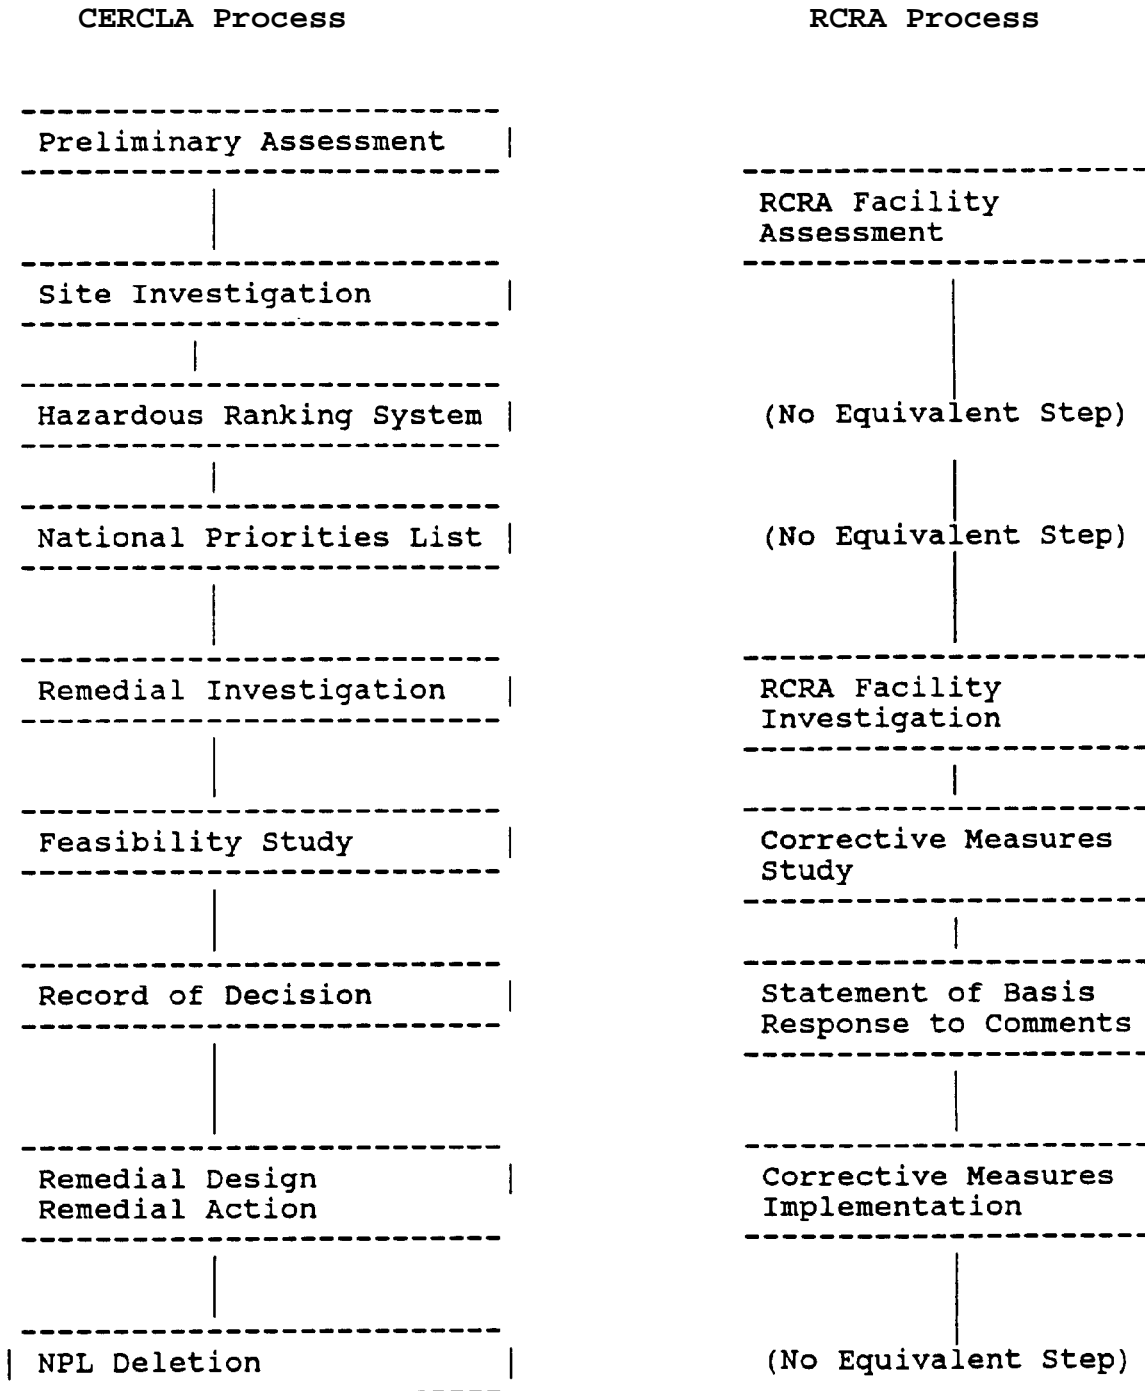 CERCLA Process
RCRA Process
Preliminary Assessment
RCRA Facility
Assessment
Site Investigation
Hazardous Ranking System
(No Equivalent Step)
National Priorities List
(No Equivalent Step)
Remedial Investigation
RCRA Facility
Investigation
Feasibility Study
Corrective Measures
Study
Record of Decision
Statement of Basis
Response to Comments
Remedial Design
Remedial Action
Corrective Measures
Implementation
NPL Deletion
(No Equivalent Step)